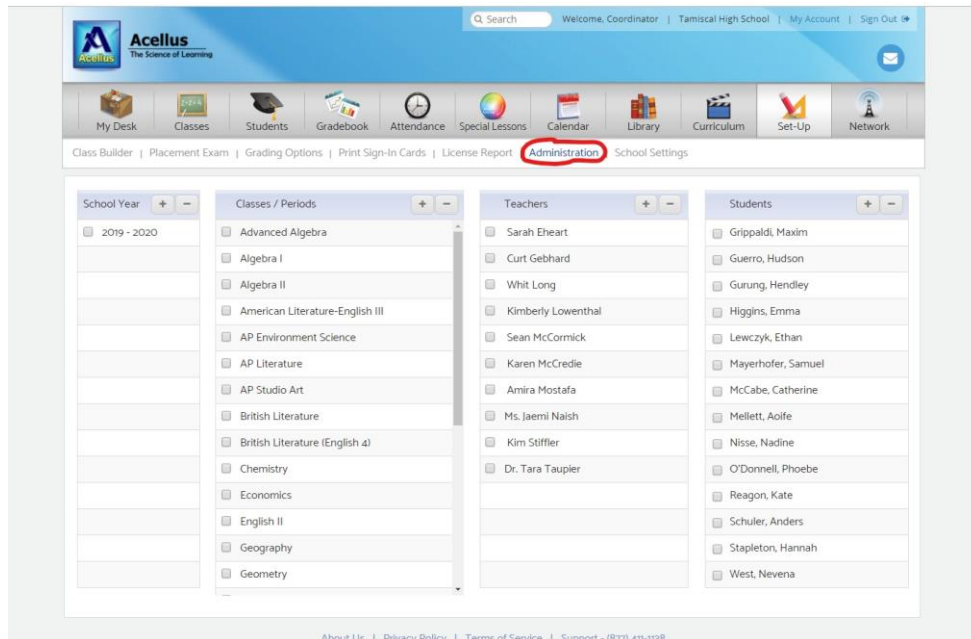 Search Welcome, Coordinator | Tamiscal High School | My Account | Sign Out
Acellus
The Science of Learning
Acellus
My Desk Classes Students Gradebook Attendance Special Lessons Calendar Library Curriculum Set-Up Network
Class Builder | Placement Exam | Grading Options | Print Sign-In Cards | License Report | Administration | School Settings
School Year + - Classes / Periods + - Teachers + - Students + -
2019 - 2020 Advanced Algebra Sarah Eheart Grippaldi, Maxim
Algebra I Curt Gebhard Guerro, Hudson
Algebra II Whit Long Gurung, Hendley
American Literature-English III Kimberly Lowenthal Higgins, Emma
AP Environment Science Sean McCormick Lewczyk, Ethan
AP Literature Karen McCredie Mayerhofer, Samuel
AP Studio Art Amira Mostafa McCabe, Catherine
British Literature Ms. Jaemi Naish Mellett, Aoife
British Literature (English 4) Kim Stiffler Nisse, Nadine
Chemistry Dr. Tara Taupier O'Donnell, Phoebe
Economics Reagon, Kate
English II Schuler, Anders
Geography Stapleton, Hannah
Geometry West, Nevena
About Us | Privacy Policy | Terms of Service | Support - (877) 411-1138